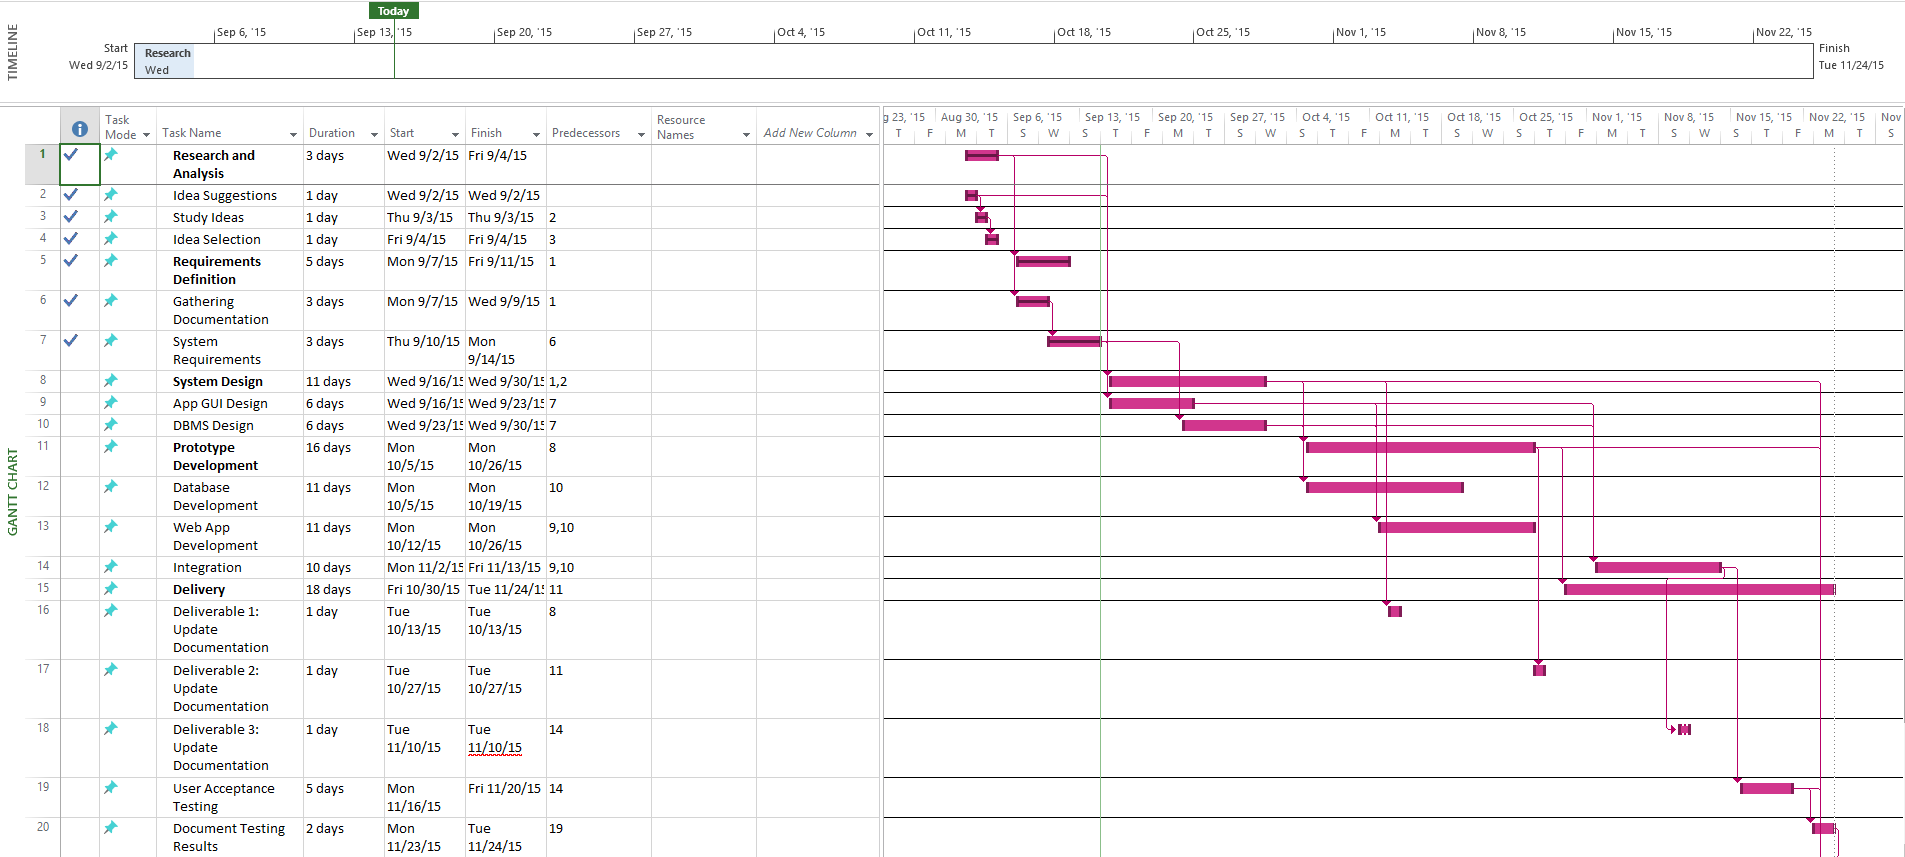 Today
Sep 6, '15 Sep 13, '15 Sep 20, '15 Sep 27, '15 Oct 4, '15 Oct 11, '15 Oct 18, '15 Oct 25, '15 Nov 1, '15 Nov 8, '15 Nov 15, '15 Nov 22, '15
TIMELINE
Start
Wed 9/2/15
Research
Wed
Finish
Tue 11/24/15
GANTT CHART
Task Mode Task Name Duration Start Finish Predecessors Resource Names Add New Column
g 23, '15 Aug 30, '15 Sep 6, '15 Sep 13, '15 Sep 20, '15 Sep 27, '15 Oct 4, '15 Oct 11, '15 Oct 18, '15 Oct 25, '15 Nov 1, '15 Nov 8, '15 Nov 15, '15 Nov 22, '15 Nov
T F M T S W S T F M T S W S T F M T S W S T F M T S W S T F M T S
1 Research and Analysis 3 days Wed 9/2/15 Fri 9/4/15
2 Idea Suggestions 1 day Wed 9/2/15 Wed 9/2/15
3 Study Ideas 1 day Thu 9/3/15 Thu 9/3/15 2
4 Idea Selection 1 day Fri 9/4/15 Fri 9/4/15 3
5 Requirements Definition 5 days Mon 9/7/15 Fri 9/11/15 1
6 Gathering Documentation 3 days Mon 9/7/15 Wed 9/9/15 1
7 System Requirements 3 days Thu 9/10/15 Mon 9/14/15 6
8 System Design 11 days Wed 9/16/15 Wed 9/30/15 1,2
9 App GUI Design 6 days Wed 9/16/15 Wed 9/23/15 7
10 DBMS Design 6 days Wed 9/23/15 Wed 9/30/15 7
11 Prototype Development 16 days Mon 10/5/15 Mon 10/26/15 8
12 Database Development 11 days Mon 10/5/15 Mon 10/19/15 10
13 Web App Development 11 days Mon 10/12/15 Mon 10/26/15 9,10
14 Integration 10 days Mon 11/2/15 Fri 11/13/15 9,10
15 Delivery 18 days Fri 10/30/15 Tue 11/24/15 11
16 Deliverable 1: Update Documentation 1 day Tue 10/13/15 Tue 10/13/15 8
17 Deliverable 2: Update Documentation 1 day Tue 10/27/15 Tue 10/27/15 11
18 Deliverable 3: Update Documentation 1 day Tue 11/10/15 Tue 11/10/15 14
19 User Acceptance Testing 5 days Mon 11/16/15 Fri 11/20/15 14
20 Document Testing Results 2 days Mon 11/23/15 Tue 11/24/15 19